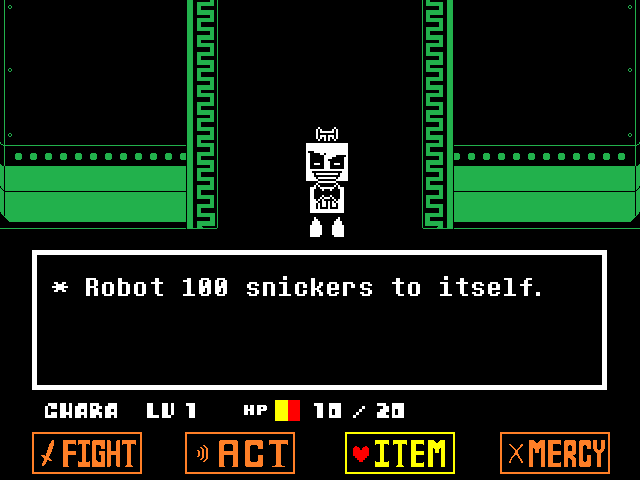 * Robot 100 snickers to itself.
CHARA LV 1 HP 10 / 20
FIGHT ACT ITEM MERCY